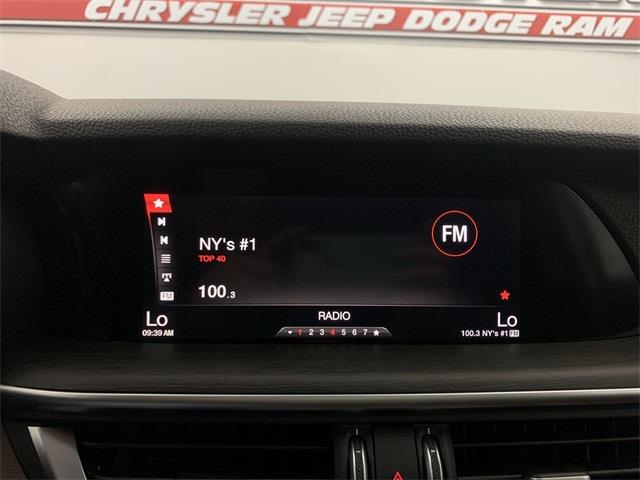 CHRYSLER JEEP DODGE RAM
NY's #1
TOP 40
FM
100.3
FM
RADIO
Lo
Lo
09:39 AM
1 2 3 4 5 6 7
100.3 NY's #1 FM